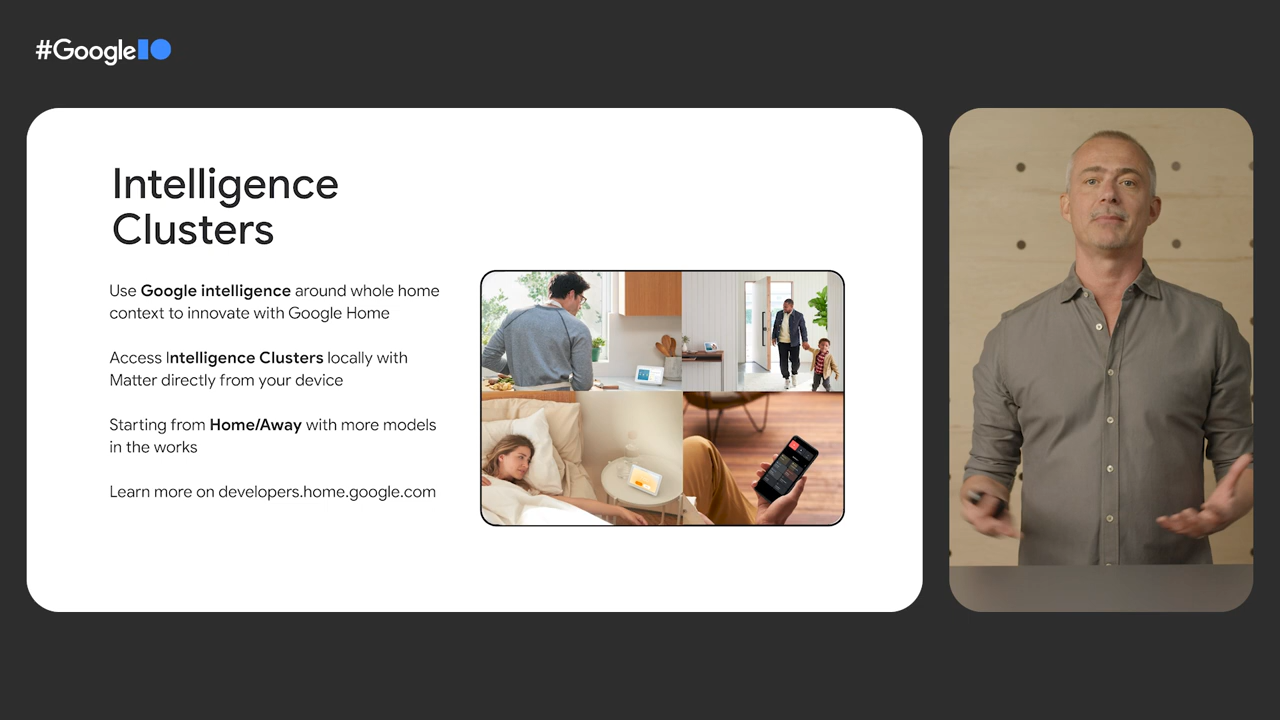 #GoogleIO
Intelligence
Clusters
Use Google intelligence around whole home
context to innovate with Google Home
Access Intelligence Clusters locally with
Matter directly from your device
Starting from Home/Away with more models
in the works
Learn more on developers.home.google.com